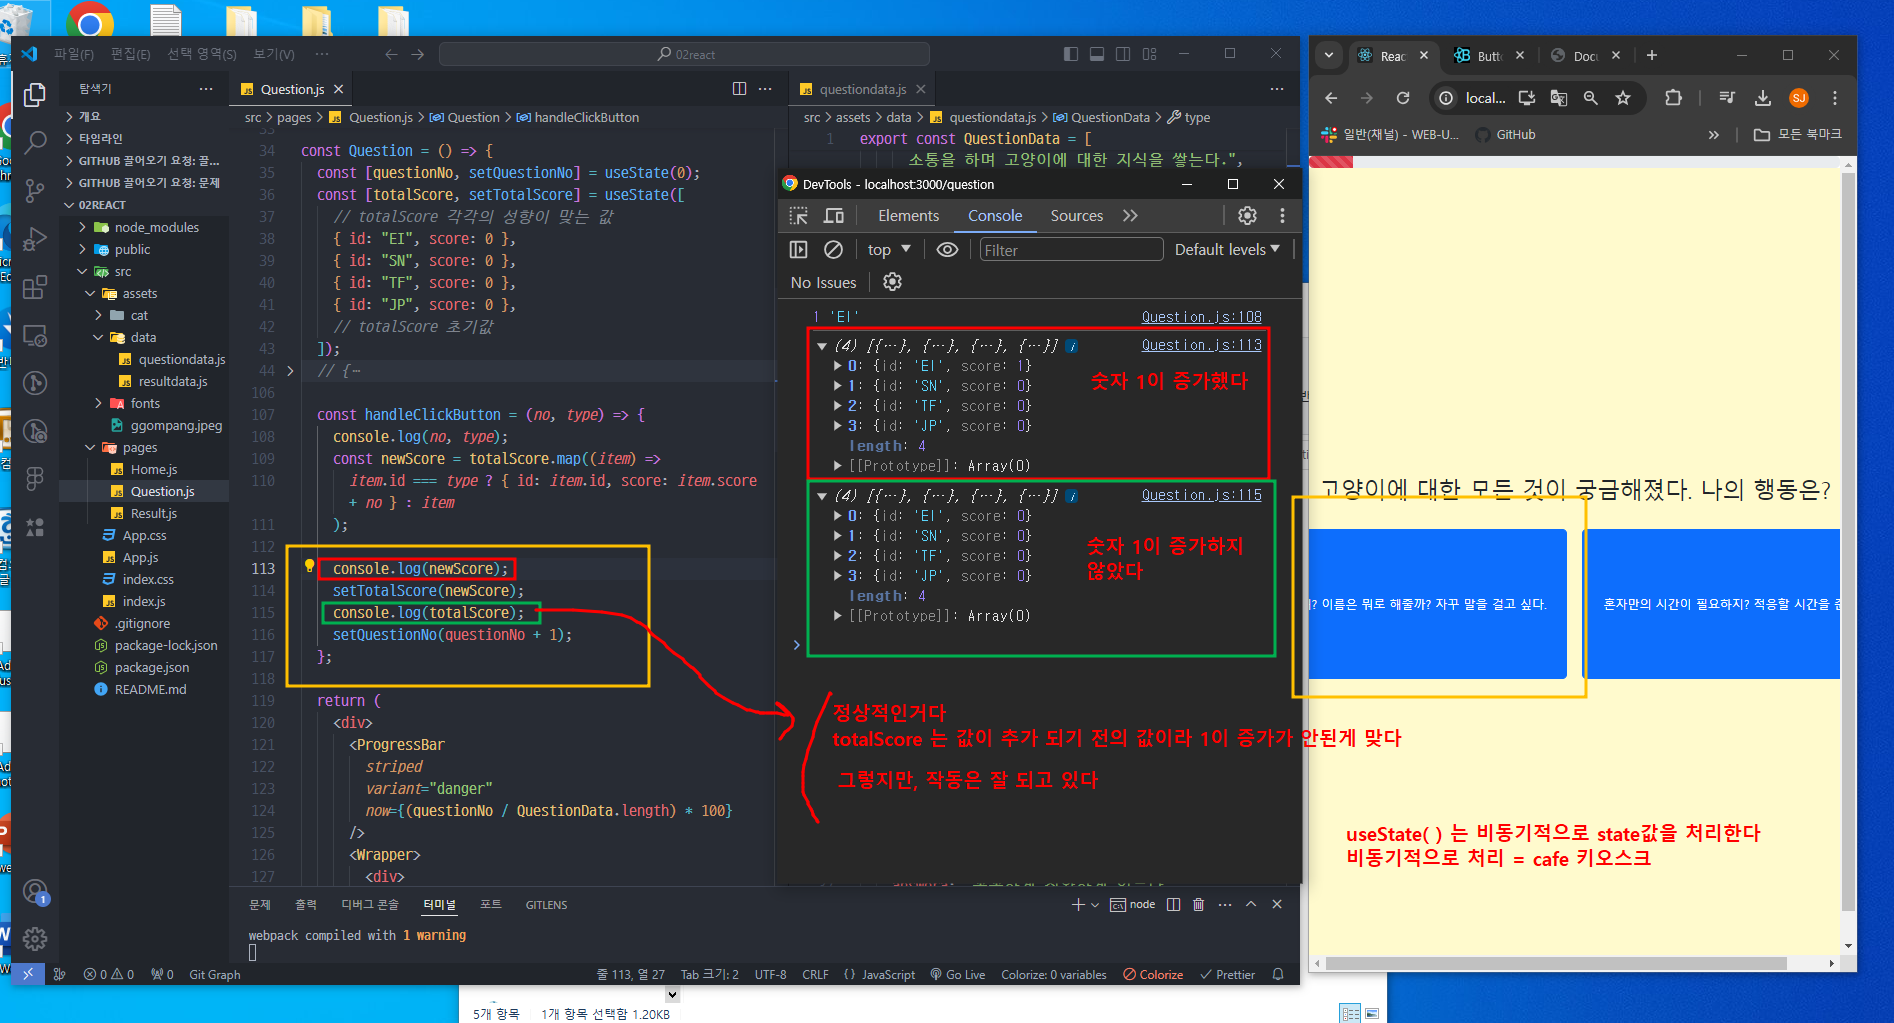 파일(F) 편집(E) 선택 영역(S) 보기(V) ···
02react
탐색기
개요
타임라인
GITHUB 끌어오기 요청: 끌...
GITHUB 끌어오기 요청: 문제
02REACT
node_modules
public
src
assets
cat
data
questiondata.js
resultdata.js
fonts
ggompang.jpeg
pages
Home.js
Question.js
Result.js
App.css
App.js
index.css
index.js
.gitignore
package-lock.json
package.json
README.md
Question.js
src > pages > Question.js > Question > handleClickButton
34 const Question = () => {
35 const [questionNo, setQuestionNo] = useState(0);
36 const [totalScore, setTotalScore] = useState([
37 // totalScore 각각의 성향이 맞는 값
38 { id: "EI", score: 0 },
39 { id: "SN", score: 0 },
40 { id: "TF", score: 0 },
41 { id: "JP", score: 0 },
42 // totalScore 초기값
43 ]);
44 // {···
106
107 const handleClickButton = (no, type) => {
108 console.log(no, type);
109 const newScore = totalScore.map((item) =>
110 item.id === type ? { id: item.id, score: item.score
+ no } : item
111 );
112
113 console.log(newScore);
114 setTotalScore(newScore);
115 console.log(totalScore);
116 setQuestionNo(questionNo + 1);
117 };
118
119 return (
120 <div>
121 <ProgressBar
122 striped
123 variant="danger"
124 now={(questionNo / QuestionData.length) * 100}
125 />
126 <Wrapper>
127 <div>
questiondata.js
src > assets > data > questiondata.js > QuestionData > type
1 export const QuestionData = [
소통을 하며 고양이에 대한 지식을 쌓는다.",
DevTools - localhost:3000/question
Elements Console Sources
top Filter Default levels
No Issues
1 'EI' Question.js:108
(4) [{…}, {…}, {…}, {…}] Question.js:113
0: {id: 'EI', score: 1}
1: {id: 'SN', score: 0}
2: {id: 'TF', score: 0}
3: {id: 'JP', score: 0}
length: 4
[[Prototype]]: Array(0)
숫자 1이 증가했다
(4) [{…}, {…}, {…}, {…}] Question.js:115
0: {id: 'EI', score: 0}
1: {id: 'SN', score: 0}
2: {id: 'TF', score: 0}
3: {id: 'JP', score: 0}
length: 4
[[Prototype]]: Array(0)
숫자 1이 증가하지
않았다
정상적인거다
totalScore 는 값이 추가 되기 전의 값이라 1이 증가가 안된게 맞다
그렇지만, 작동은 잘 되고 있다
문제 출력 디버그 콘솔 터미널 포트 GITLENS
node
webpack compiled with 1 warning
0 0 0 Git Graph
줄 113, 열 27 Tab 크기: 2 UTF-8 CRLF {} JavaScript Go Live Colorize: 0 variables Colorize Prettier
5개 항목 1개 항목 선택함 1.20KB
Reac Butt Docu
local...
SJ
일반(채널) - WEB-U... GitHub 모든 북마크
고양이에 대한 모든 것이 궁금해졌다. 나의 행동은?
? 이름은 뭐로 해줄까? 자꾸 말을 걸고 싶다.
혼자만의 시간이 필요하지? 적응할 시간을 준
useState( ) 는 비동기적으로 state값을 처리한다
비동기적으로 처리 = cafe 키오스크